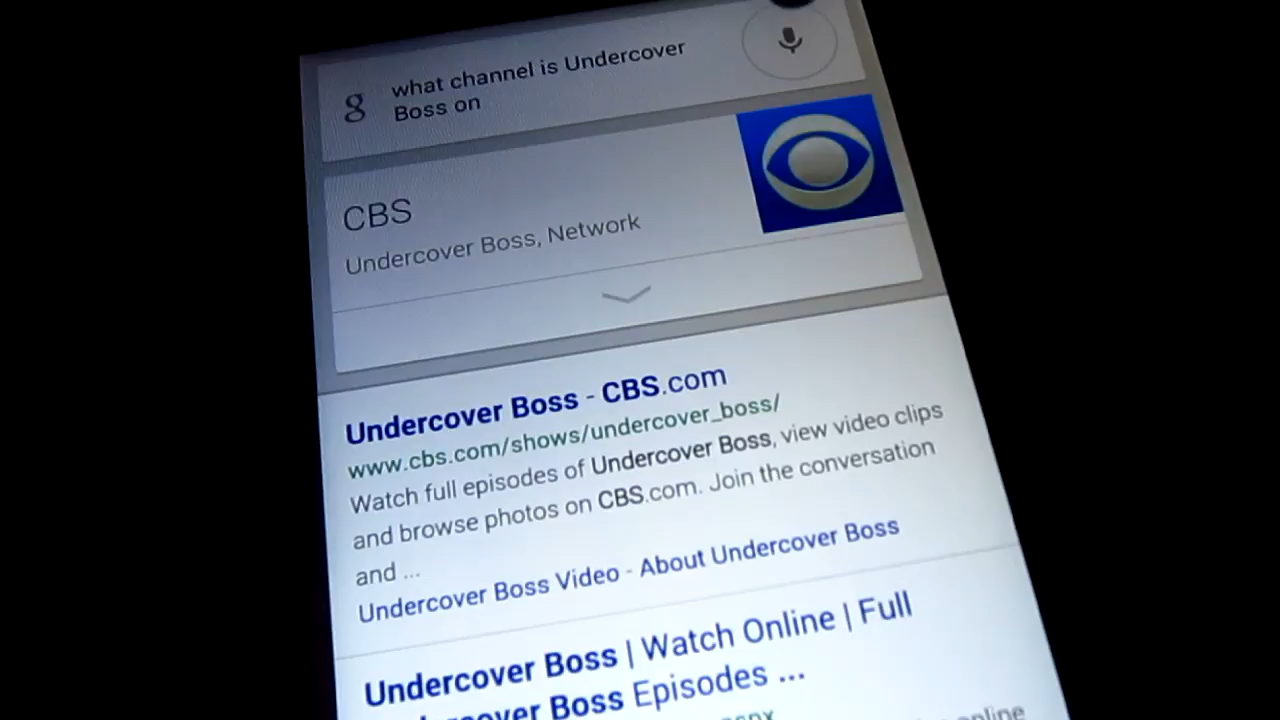 g what channel is Undercover
Boss on
CBS
Undercover Boss, Network
Undercover Boss - CBS.com
www.cbs.com/shows/undercover_boss/
Watch full episodes of Undercover Boss, view video clips
and browse photos on CBS.com. Join the conversation
and ...
Undercover Boss Video - About Undercover Boss
Undercover Boss | Watch Online | Full
Boss Episodes ...
online